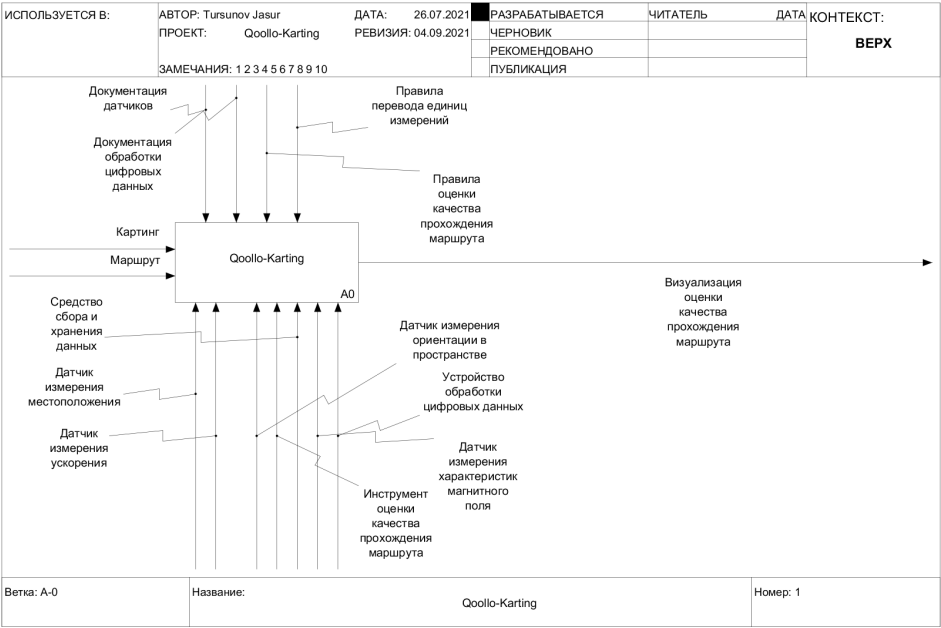 ИСПОЛЬЗУЕТСЯ В:
АВТОР: Tursunov Jasur
ДАТА: 26.07.2021
ПРОЕКТ: Qoollo-Karting
РЕВИЗИЯ: 04.09.2021
ЗАМЕЧАНИЯ: 1 2 3 4 5 6 7 8 9 10
РАЗРАБАТЫВАЕТСЯ
ЧЕРНОВИК
РЕКОМЕНДОВАНО
ПУБЛИКАЦИЯ
ЧИТАТЕЛЬ
ДАТА
КОНТЕКСТ:
ВЕРХ
Документация
датчиков
Документация
обработки
цифровых
данных
Правила
перевода единиц
измерений
Правила
оценки
качества
прохождения
маршрута
Картинг
Маршрут
Qoollo-Karting
A0
Визуализация
оценки
качества
прохождения
маршрута
Средство
сбора и
хранения
данных
Датчик
измерения
местоположения
Датчик
измерения
ускорения
Датчик измерения
ориентации в
пространстве
Устройство
обработки
цифровых данных
Датчик
измерения
характеристик
магнитного
поля
Инструмент
оценки
качества
прохождения
маршрута
Ветка: A-0
Название:
Qoollo-Karting
Номер: 1